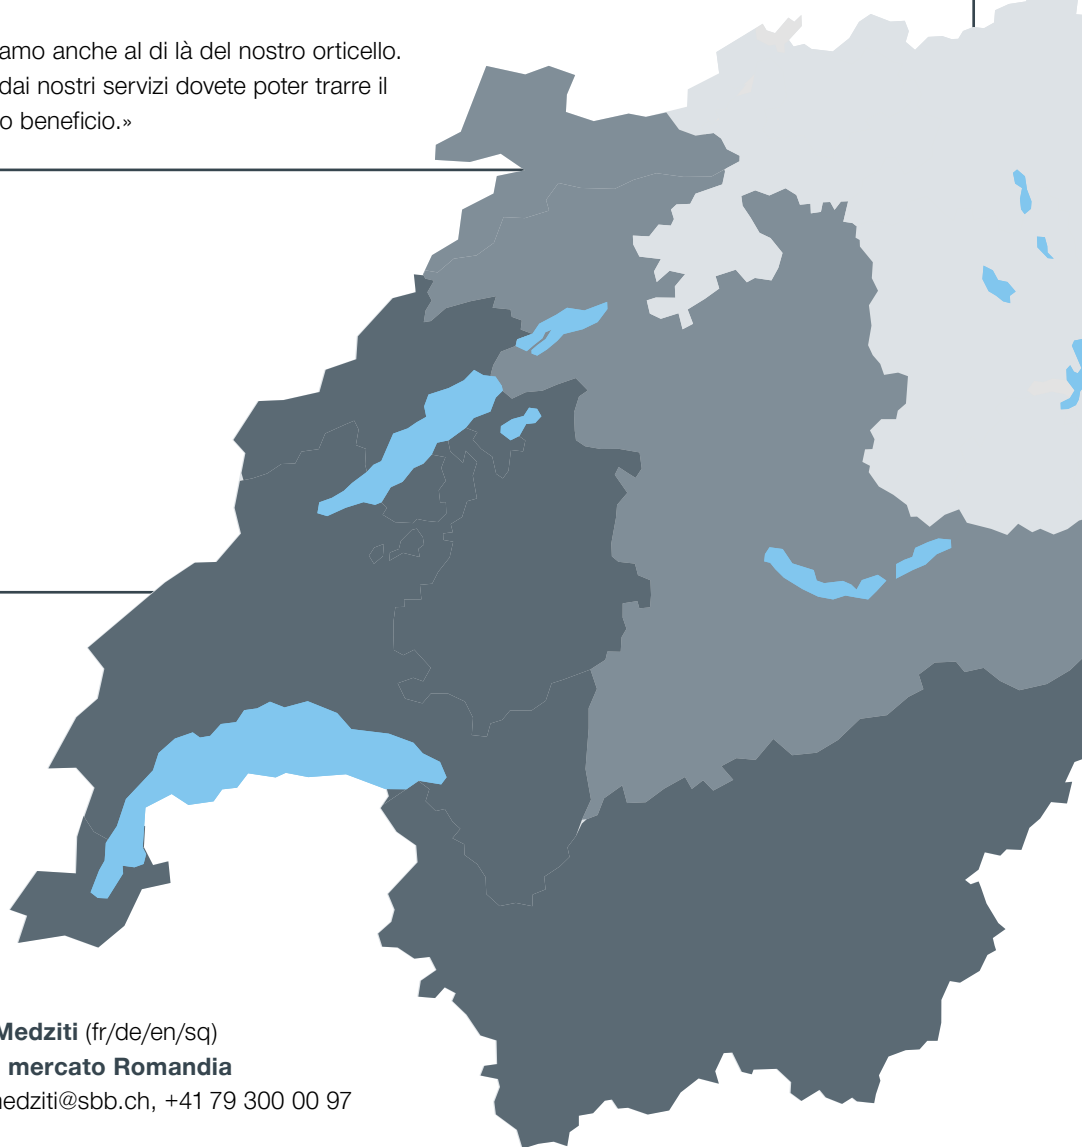 amo anche al di là del nostro orticello.
dai nostri servizi dovete poter trarre il
o beneficio.»
Medziti (fr/de/en/sq)
mercato Romandia
nedziti@sbb.ch, +41 79 300 00 97